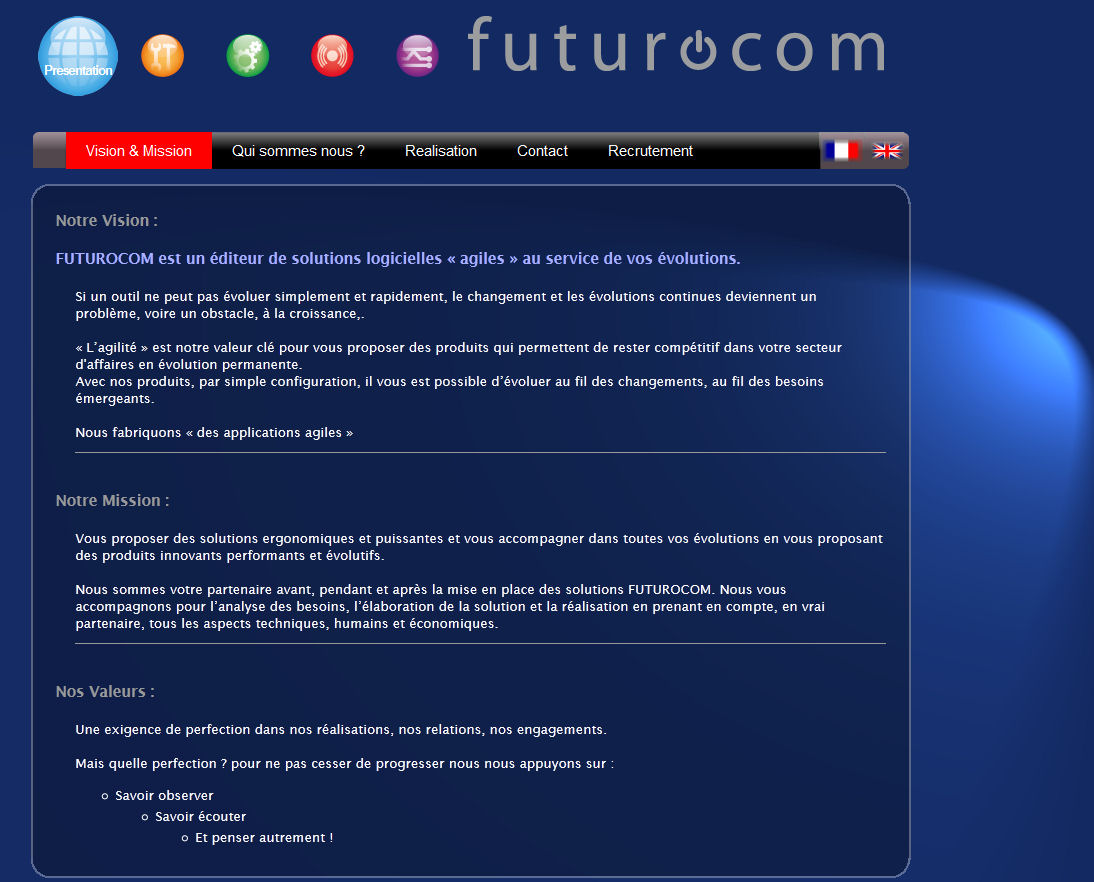 Presentation
futurocom
Vision & Mission
Qui sommes nous ?
Realisation
Contact
Recrutement
Notre Vision :
FUTUROCOM est un éditeur de solutions logicielles « agiles » au service de vos évolutions.
Si un outil ne peut pas évoluer simplement et rapidement, le changement et les évolutions continues deviennent un
problème, voire un obstacle, à la croissance,.
« L’agilité » est notre valeur clé pour vous proposer des produits qui permettent de rester compétitif dans votre secteur
d'affaires en évolution permanente.
Avec nos produits, par simple configuration, il vous est possible d’évoluer au fil des changements, au fil des besoins
émergeants.
Nous fabriquons « des applications agiles »
Notre Mission :
Vous proposer des solutions ergonomiques et puissantes et vous accompagner dans toutes vos évolutions en vous proposant
des produits innovants performants et évolutifs.
Nous sommes votre partenaire avant, pendant et après la mise en place des solutions FUTUROCOM. Nous vous
accompagnons pour l’analyse des besoins, l’élaboration de la solution et la réalisation en prenant en compte, en vrai
partenaire, tous les aspects techniques, humains et économiques.
Nos Valeurs :
Une exigence de perfection dans nos réalisations, nos relations, nos engagements.
Mais quelle perfection ? pour ne pas cesser de progresser nous nous appuyons sur :
Savoir observer
Savoir écouter
Et penser autrement !